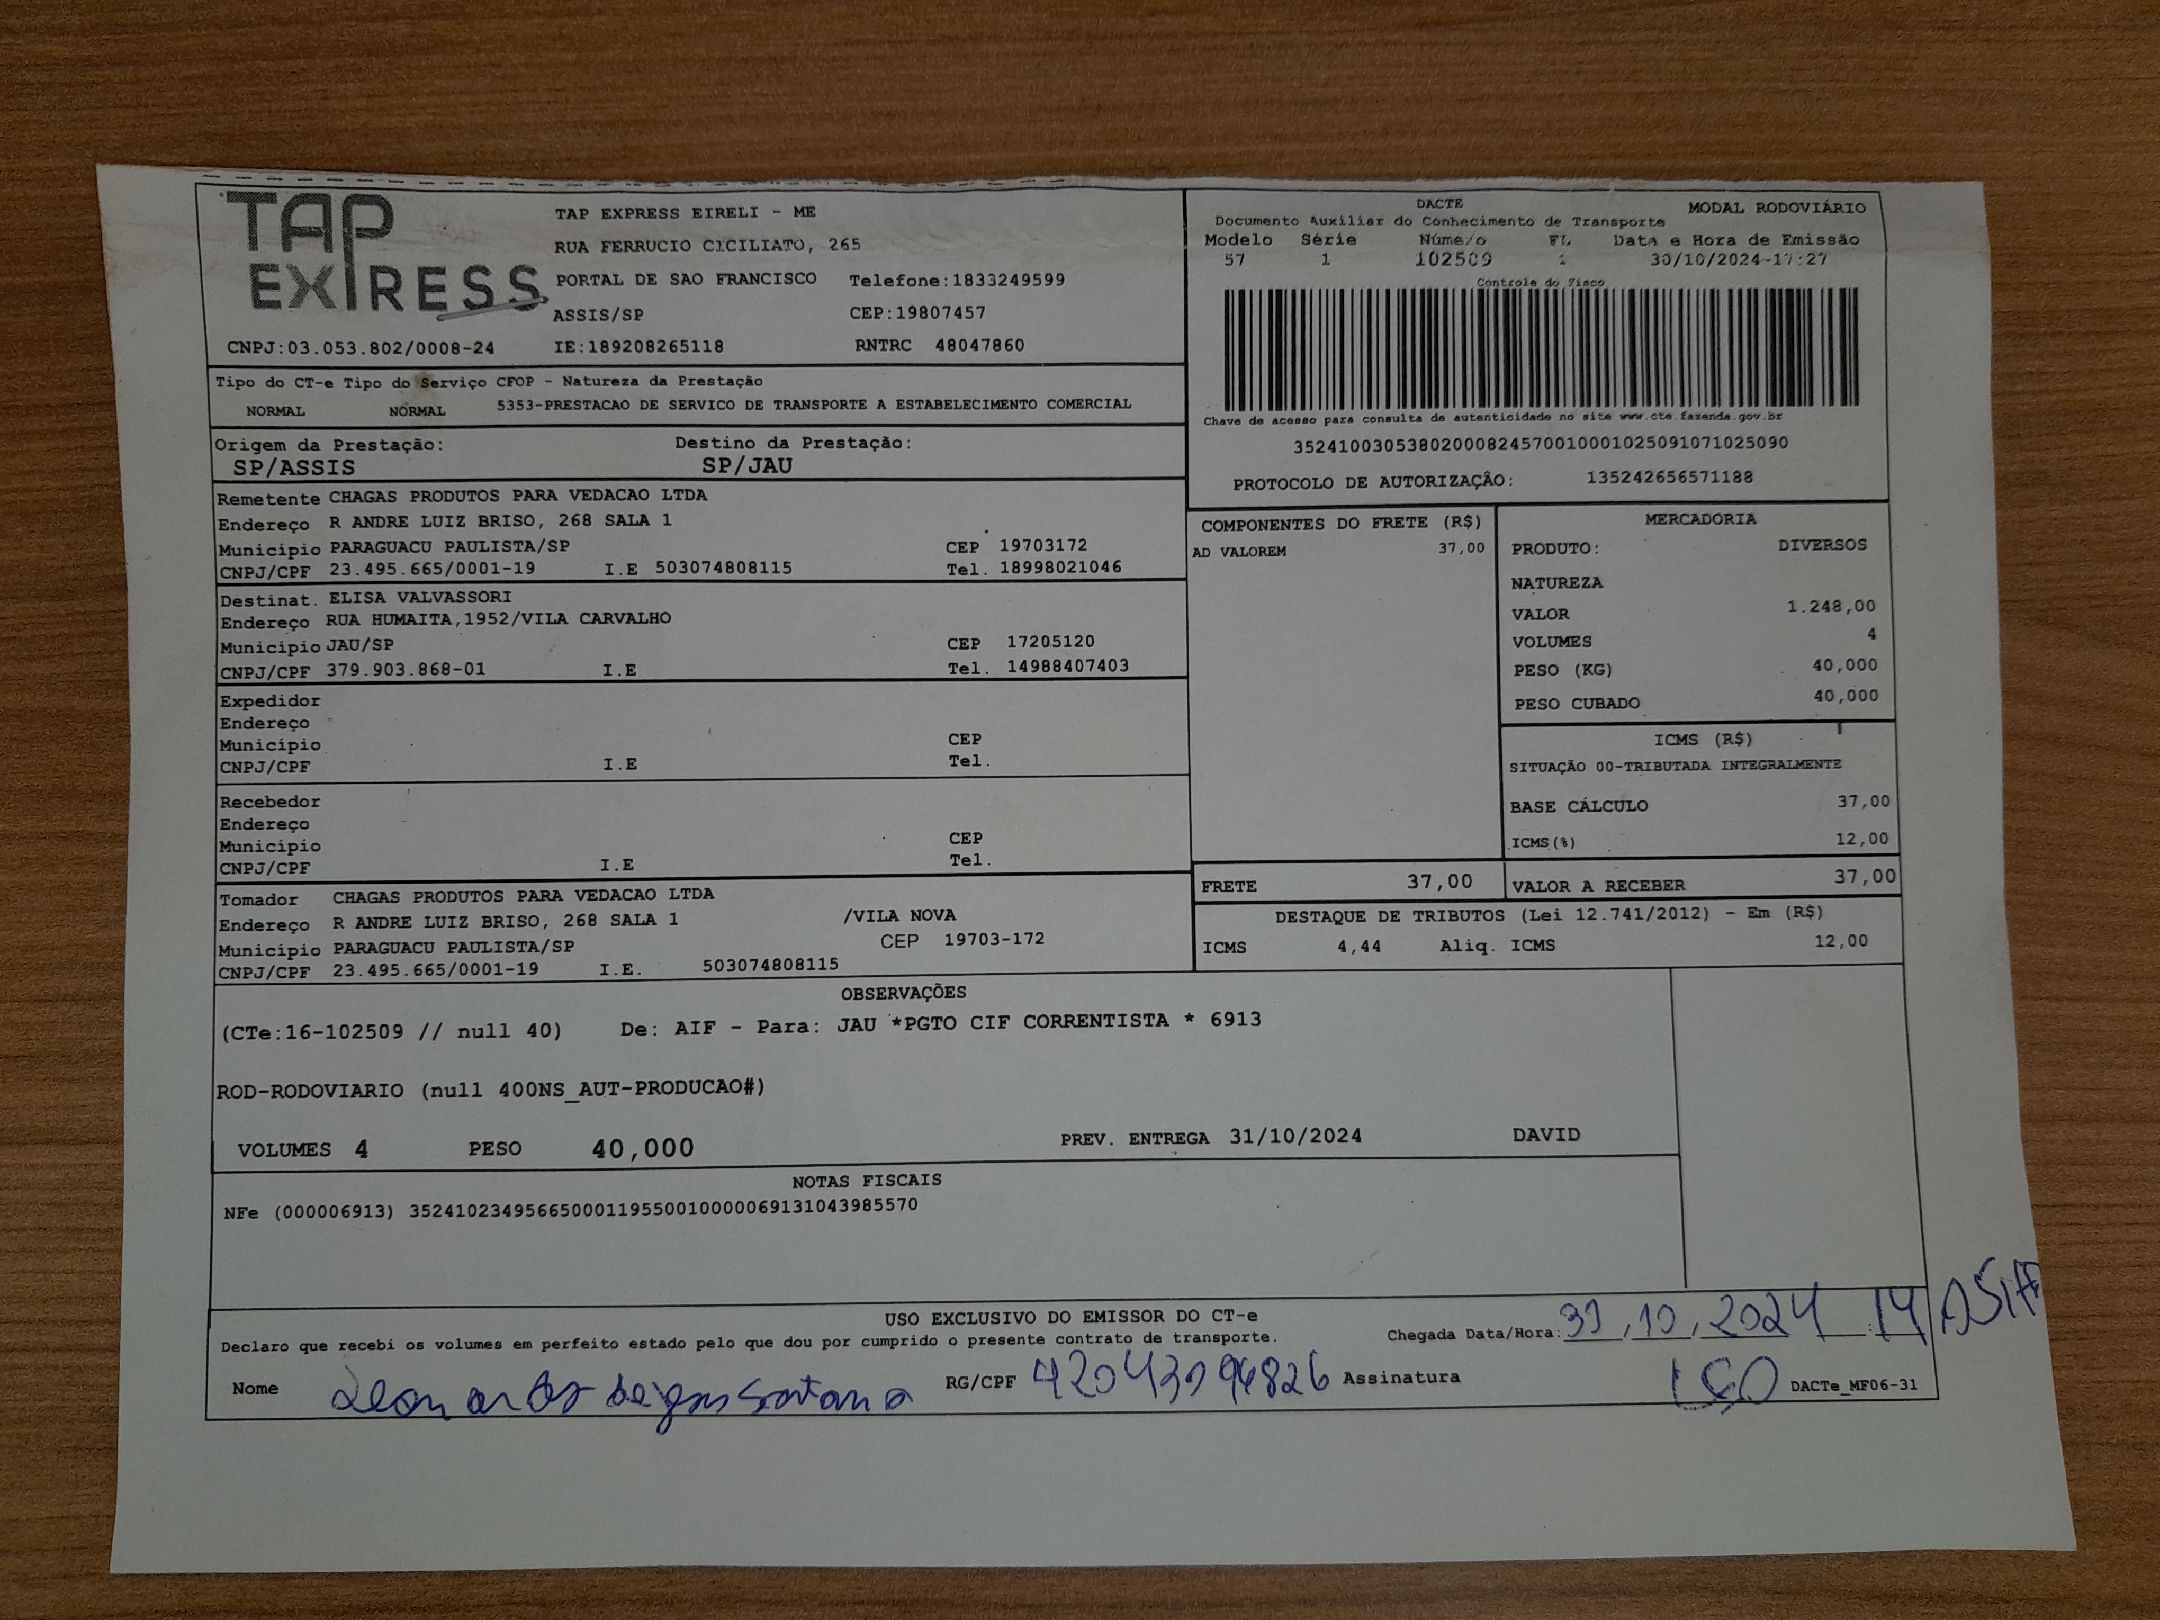 TAP EXPRESS
TAP EXPRESS EIRELI - ME
RUA FERRUCIO CICILIATO, 265
PORTAL DE SAO FRANCISCO Telefone:1833249599
ASSIS/SP CEP:19807457
CNPJ:03.053.802/0008-24 IE:189208265118 RNTRC 48047860
DACTE MODAL RODOVIÁRIO
Documento Auxiliar do Conhecimento de Transporte
Modelo Série Número FL Data e Hora de Emissão
57 1 102509 1 30/10/2024-17:27
Controle do Fisco
Chave de acesso para consulta de autenticidade no site www.cte.fazenda.gov.br
35241003053802000824570010001025091071025090
PROTOCOLO DE AUTORIZAÇÃO: 135242656571188
Tipo do CT-e Tipo do Serviço CFOP - Natureza da Prestação
NORMAL NORMAL 5353-PRESTACAO DE SERVICO DE TRANSPORTE A ESTABELECIMENTO COMERCIAL
Origem da Prestação: Destino da Prestação:
SP/ASSIS SP/JAU
Remetente CHAGAS PRODUTOS PARA VEDACAO LTDA
Endereço R ANDRE LUIZ BRISO, 268 SALA 1
Município PARAGUACU PAULISTA/SP CEP 19703172
CNPJ/CPF 23.495.665/0001-19 I.E 503074808115 Tel. 18998021046
Destinat. ELISA VALVASSORI
Endereço RUA HUMAITA,1952/VILA CARVALHO
Município JAU/SP CEP 17205120
CNPJ/CPF 379.903.868-01 I.E Tel. 14988407403
Expedidor
Endereço
Município CEP
CNPJ/CPF I.E Tel.
Recebedor
Endereço
Município CEP
CNPJ/CPF I.E Tel.
Tomador CHAGAS PRODUTOS PARA VEDACAO LTDA
Endereço R ANDRE LUIZ BRISO, 268 SALA 1 /VILA NOVA
Município PARAGUACU PAULISTA/SP CEP 19703-172
CNPJ/CPF 23.495.665/0001-19 I.E. 503074808115
COMPONENTES DO FRETE (R$)
AD VALOREM 37,00
MERCADORIA
PRODUTO: DIVERSOS
NATUREZA
VALOR 1.248,00
VOLUMES 4
PESO (KG) 40,000
PESO CUBADO 40,000
ICMS (R$)
SITUAÇÃO 00-TRIBUTADA INTEGRALMENTE
BASE CÁLCULO 37,00
ICMS(%) 12,00
FRETE 37,00 VALOR A RECEBER 37,00
DESTAQUE DE TRIBUTOS (Lei 12.741/2012) - Em (R$)
ICMS 4,44 Aliq. ICMS 12,00
OBSERVAÇÕES
(CTe:16-102509 // null 40) De: AIF - Para: JAU *PGTO CIF CORRENTISTA * 6913
ROD-RODOVIARIO (null 400NS_AUT-PRODUCAO#)
VOLUMES 4 PESO 40,000 PREV. ENTREGA 31/10/2024 DAVID
NOTAS FISCAIS
NFe (000006913) 35241023495665000119550010000069131043985570
USO EXCLUSIVO DO EMISSOR DO CT-e
Declaro que recebi os volumes em perfeito estado pelo que dou por cumprido o presente contrato de transporte. Chegada Data/Hora: 31,10,2024 14
Nome RG/CPF Assinatura DACTe_MF06-31